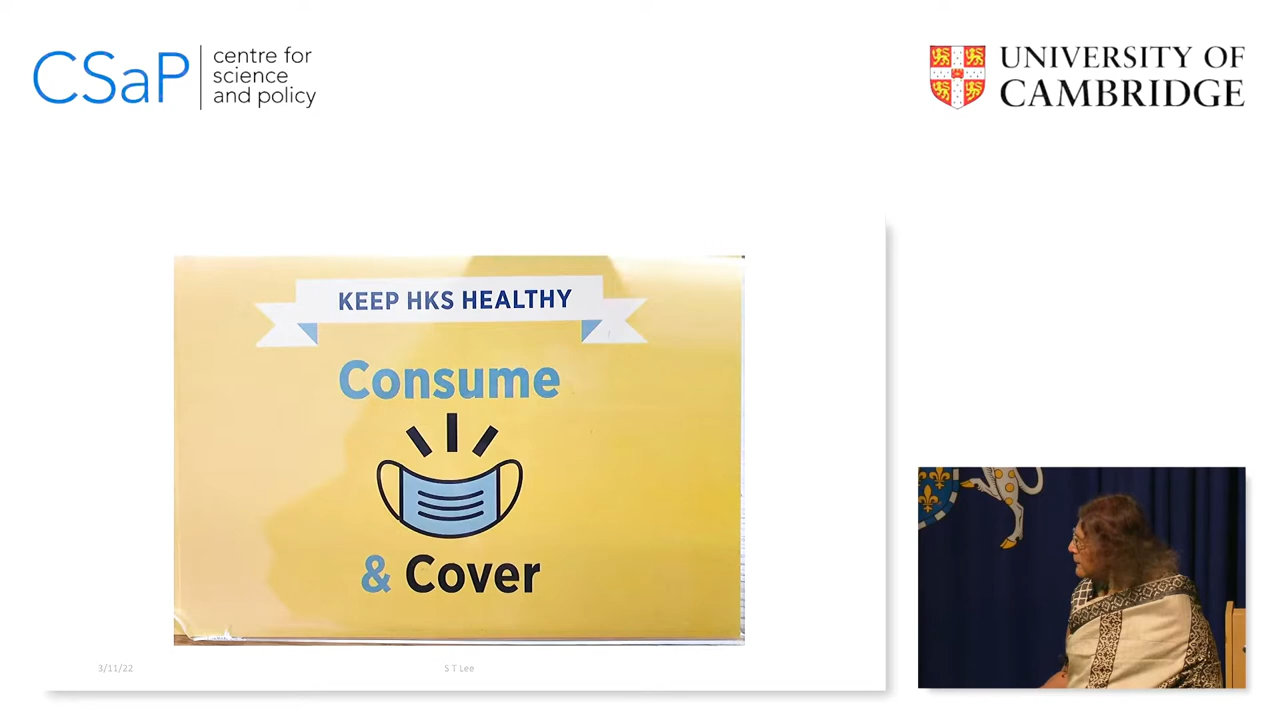 CSaP
centre for
science
and policy
UNIVERSITY OF
CAMBRIDGE
KEEP HKS HEALTHY
Consume
& Cover
3/11/22
S T Lee